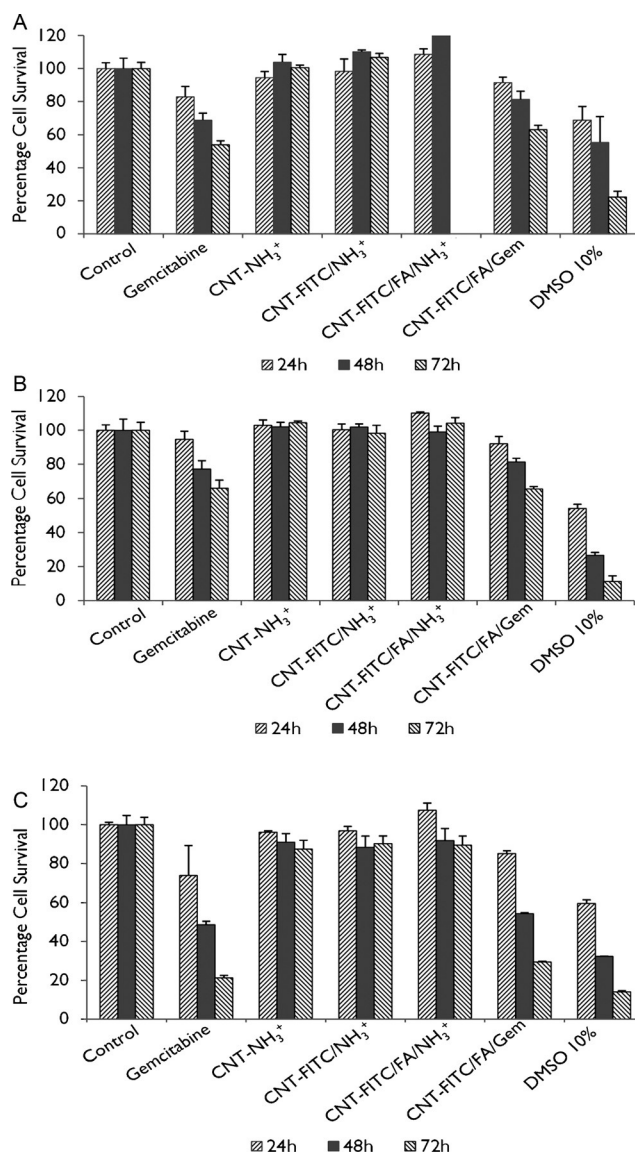 A
Percentage Cell Survival
120
100
80
60
40
20
0
Control
Gemcitabine
CNT-NH₃⁺
CNT-FITC/NH₃⁺
CNT-FITC/FA/NH₃⁺
CNT-FITC/FA/Gem
DMSO 10%
24h 48h 72h
B
Percentage Cell Survival
120
100
80
60
40
20
0
Control
Gemcitabine
CNT-NH₃⁺
CNT-FITC/NH₃⁺
CNT-FITC/FA/NH₃⁺
CNT-FITC/FA/Gem
DMSO 10%
24h 48h 72h
C
Percentage Cell Survival
120
100
80
60
40
20
0
Control
Gemcitabine
CNT-NH₃⁺
CNT-FITC/NH₃⁺
CNT-FITC/FA/NH₃⁺
CNT-FITC/FA/Gem
DMSO 10%
24h 48h 72h